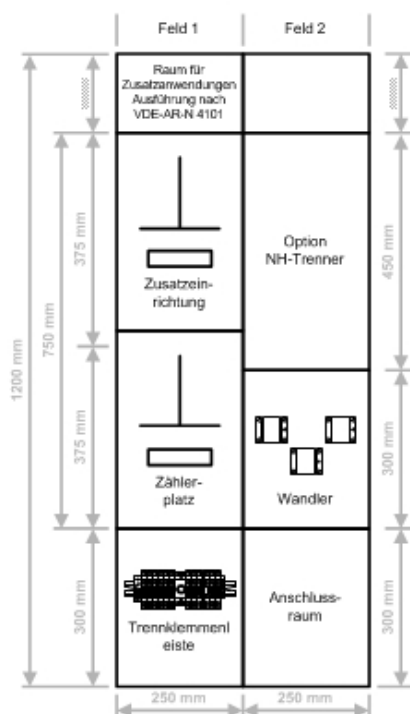 Feld 1
Feld 2
Raum für
Zusatzanwendungen
Ausführung nach
VDE-AR-N 4101
1200 mm
750 mm
375 mm
375 mm
300 mm
Zusatzein-
richtung
Zähler-
platz
Trennklemmenl
eiste
Option
NH-Trenner
Wandler
Anschluss-
raum
450 mm
300 mm
300 mm
250 mm
250 mm